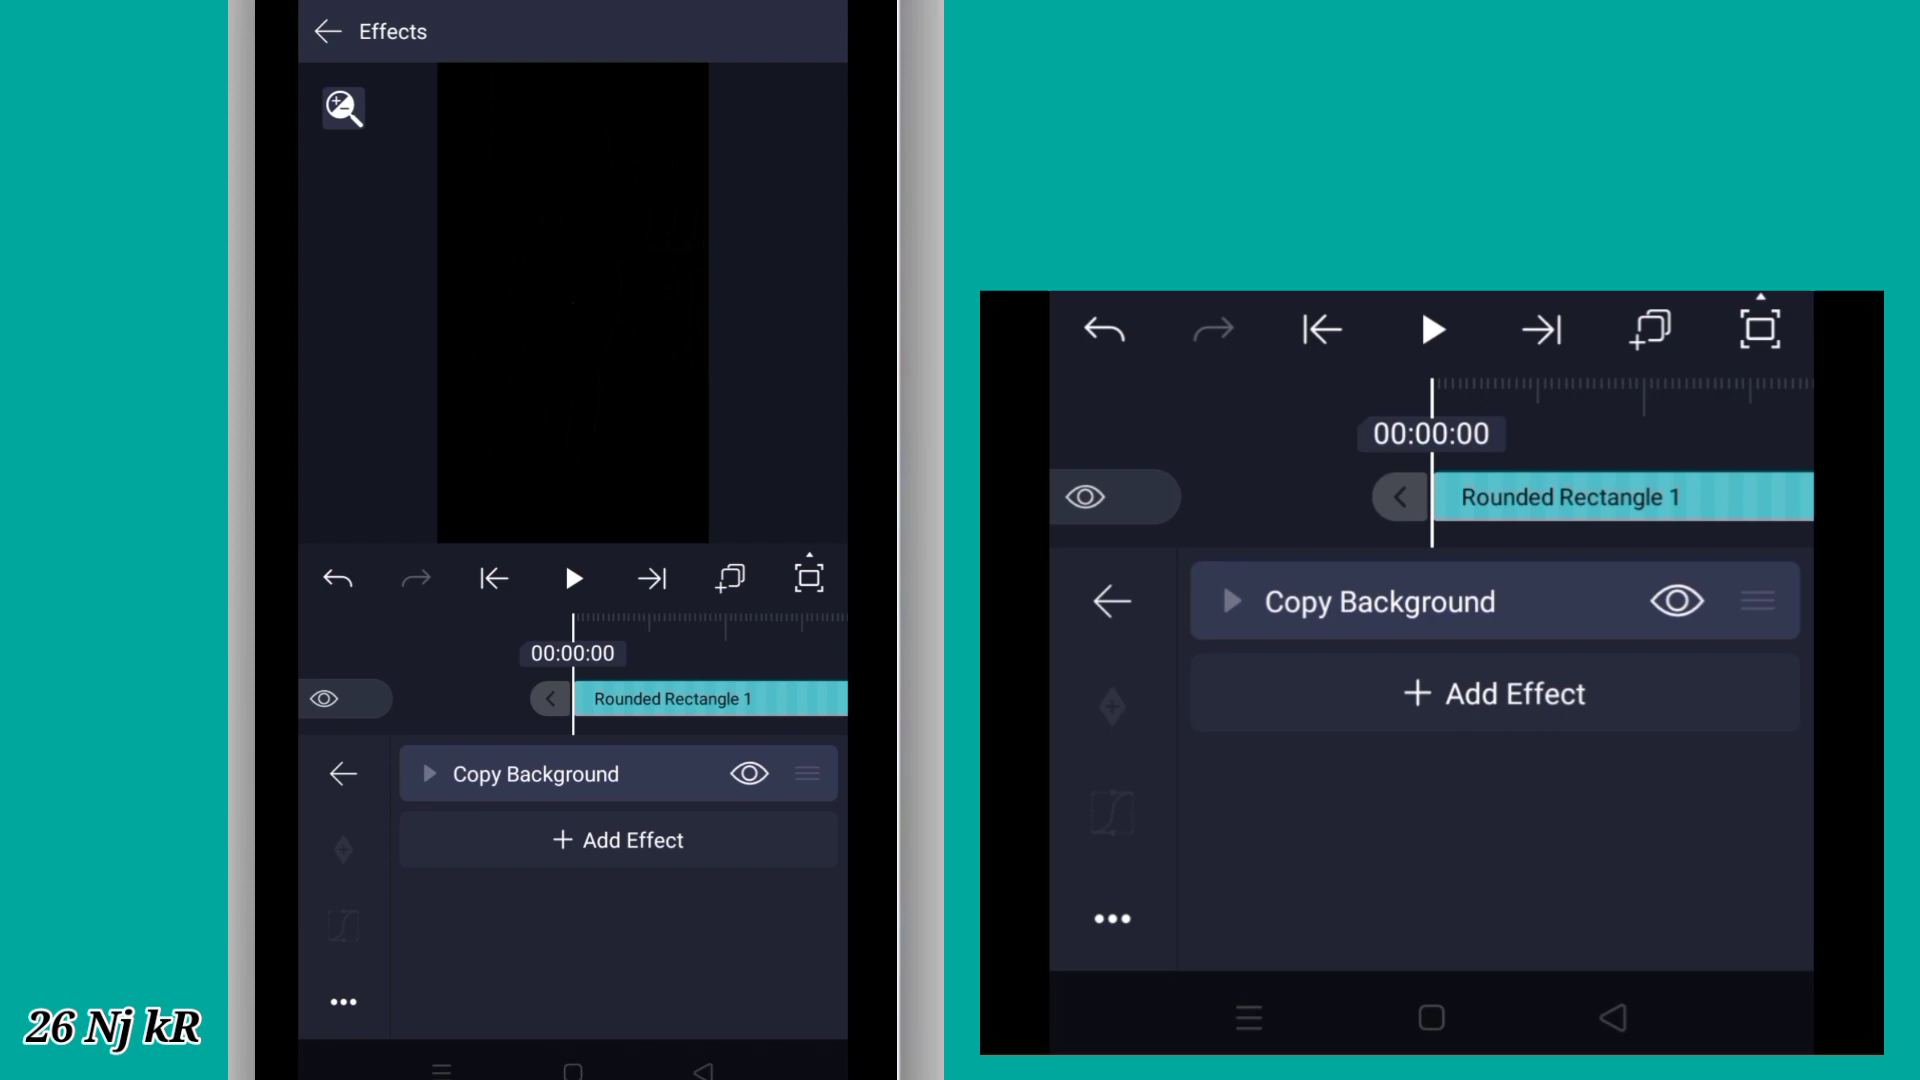 Effects
00:00:00
Rounded Rectangle 1
Copy Background
+ Add Effect
00:00:00
Rounded Rectangle 1
Copy Background
+ Add Effect
26 Nj kR